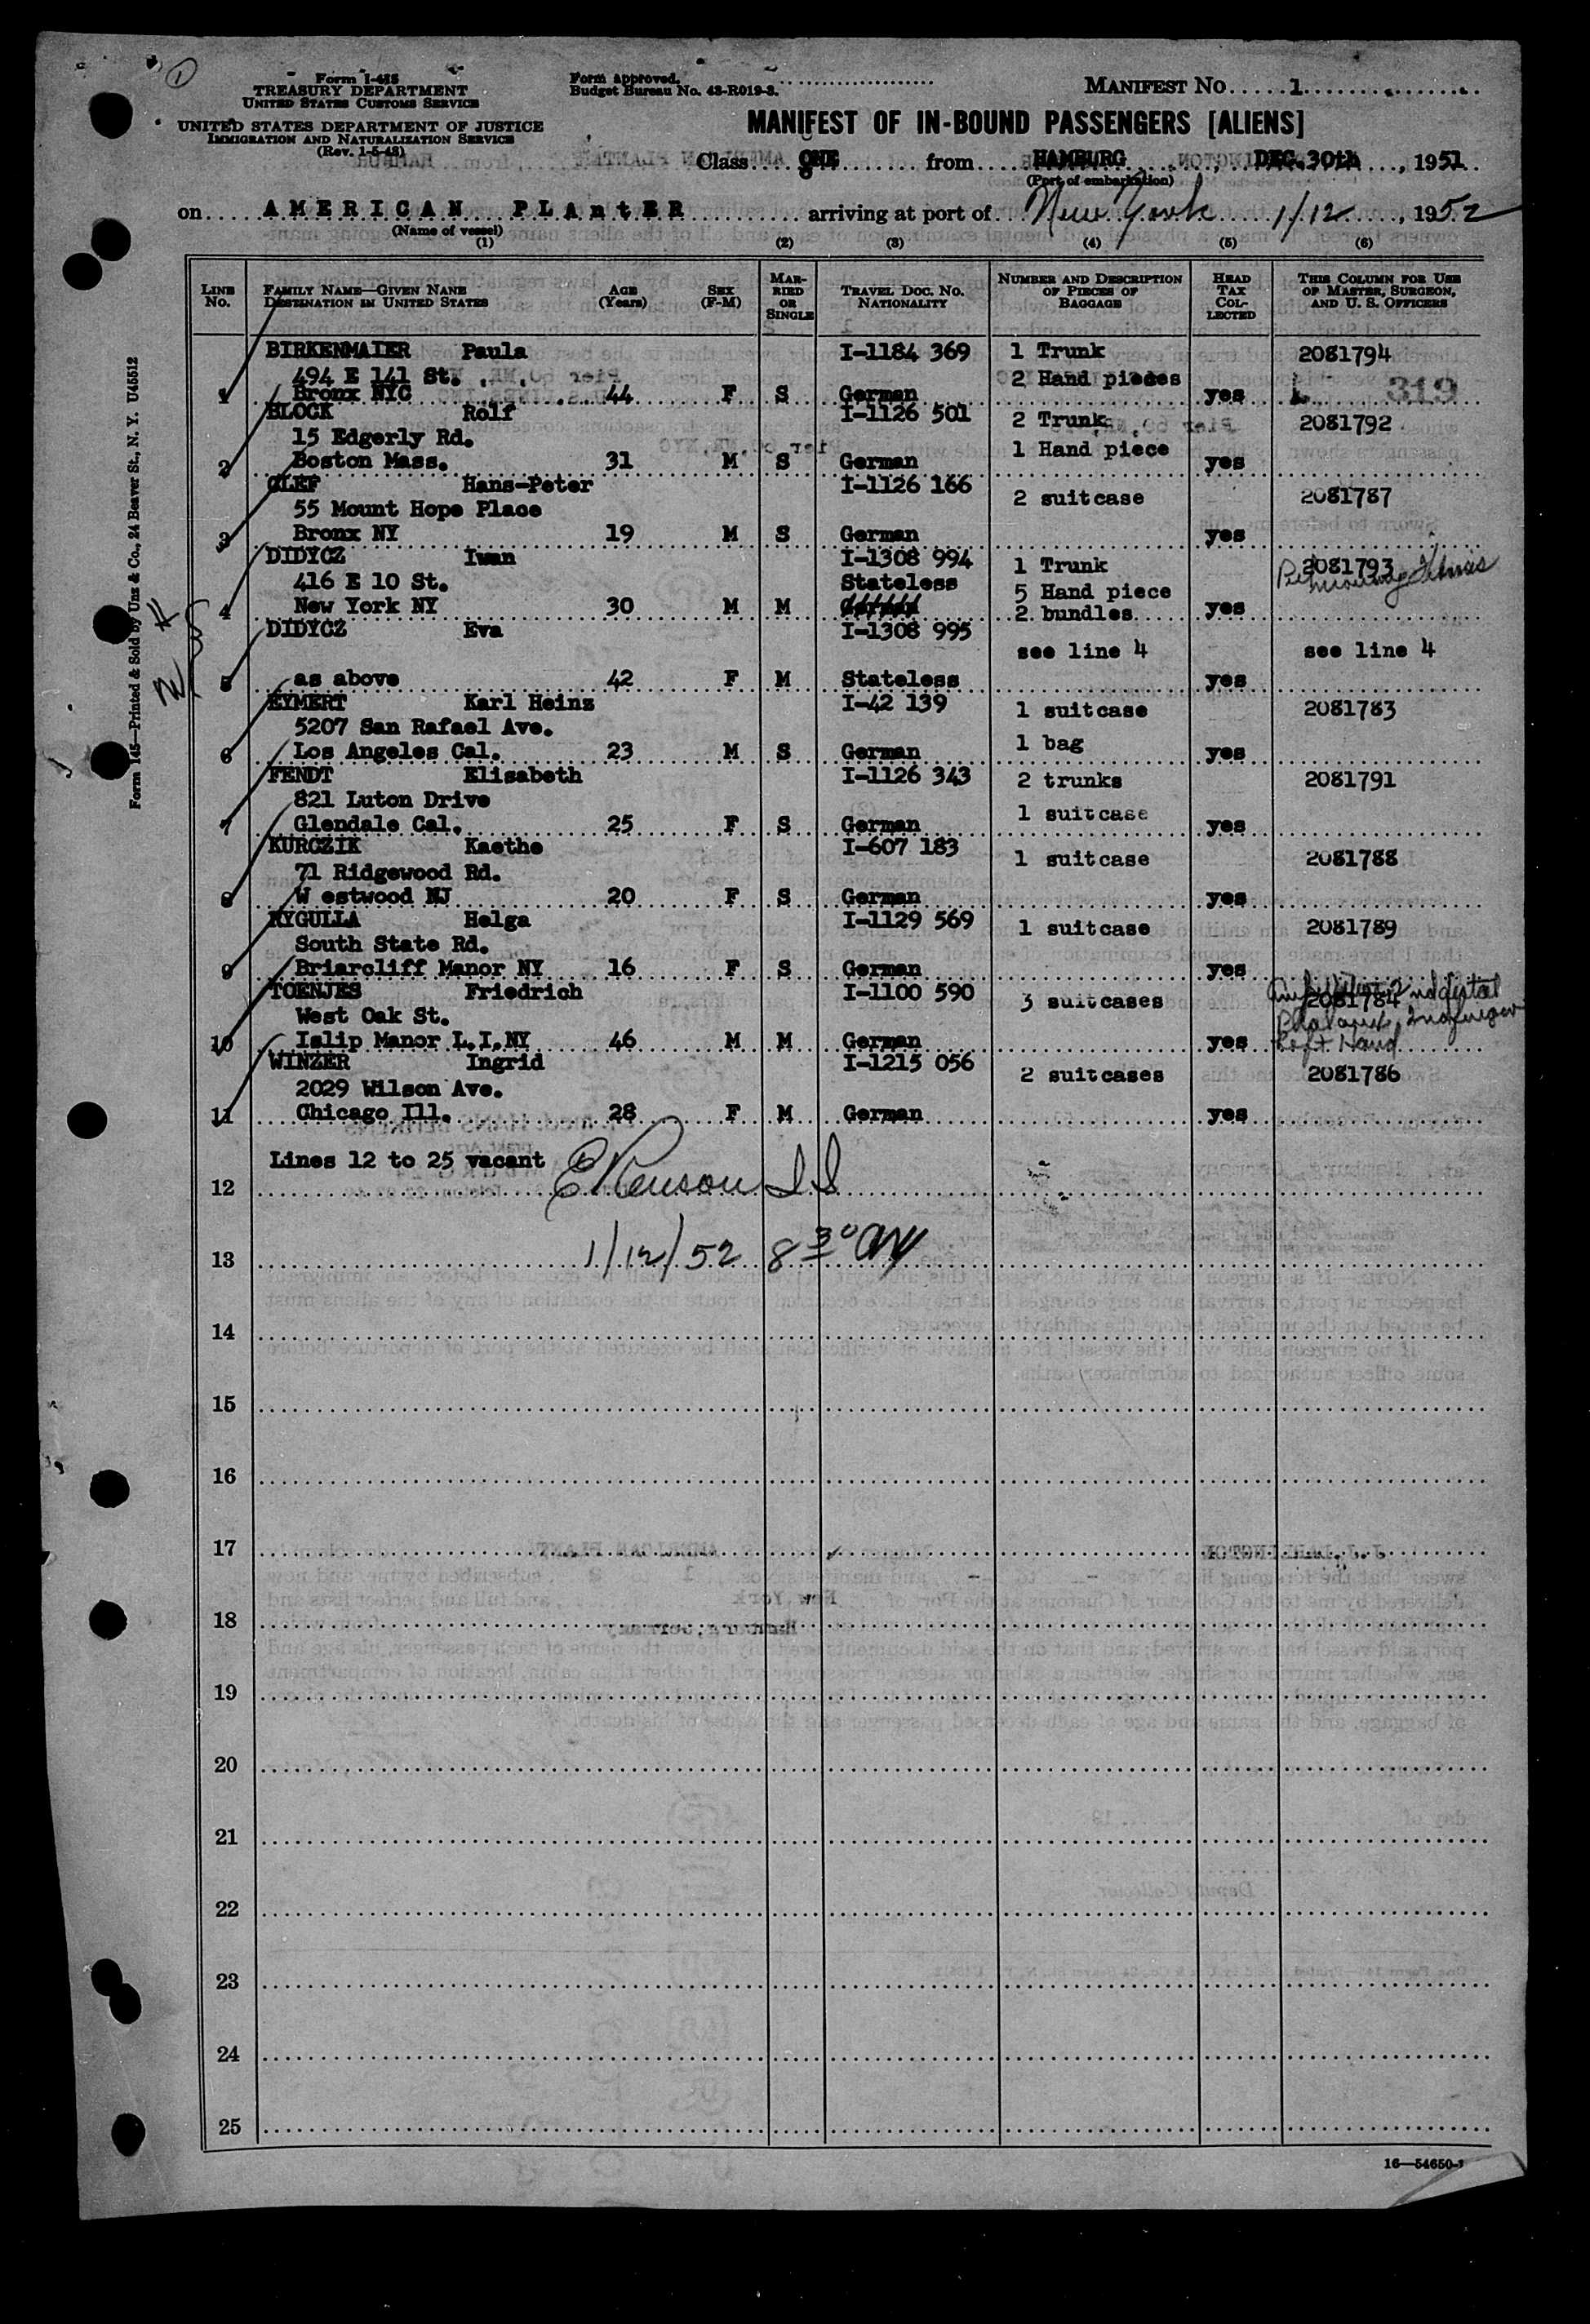 1
Form I-415
TREASURY DEPARTMENT
UNITED STATES CUSTOMS SERVICE
UNITED STATES DEPARTMENT OF JUSTICE
IMMIGRATION AND NATURALIZATION SERVICE
(Rev. 1-5-48)
Form approved.
Budget Bureau No. 43-R019-3.
MANIFEST NO. 1
MANIFEST OF IN-BOUND PASSENGERS [ALIENS]
Class ONE from HAMBURG, DEC.30th, 1951
(Port of embarkation)
on AMERICAN PLAntER arriving at port of New York 1/12, 1952
(Name of vessel)
(1) (2) (3) (4) (5) (6)
LINE NO. FAMILY NAME—GIVEN NAME DESTINATION IN UNITED STATES AGE (Years) SEX (F-M) MARRIED OR SINGLE TRAVEL DOC. NO. NATIONALITY NUMBER AND DESCRIPTION OF PIECES OF BAGGAGE HEAD TAX COLLECTED THIS COLUMN FOR USE OF MASTER, SURGEON, AND U. S. OFFICERS
BIRKENMAIER Paula I-1184 369 1 Trunk 2081794
494 E 141 St. 2 Hand pieces 319
1 Bronx NYC 44 F S German yes
BLOCK Rolf I-1126 501 2 Trunk 2081792
15 Edgerly Rd. 1 Hand piece
2 Boston Mass. 31 M S German yes
CLEF Hans-Peter I-1126 166 2 suitcase 2081787
55 Mount Hope Place
3 Bronx NY 19 M S German yes
DIDYCZ Iwan I-1308 994 1 Trunk 2081793
416 E 10 St. Stateless 5 Hand piece
4 New York NY 30 M M German 2 bundles yes
DIDYCZ Eva I-1308 995
see line 4 see line 4
5 as above 42 F M Stateless yes
EYMERT Karl Heinz I-42 139 1 suitcase 2081783
5207 San Rafael Ave.
6 Los Angeles Cal. 23 M S German 1 bag yes
FENDT Elisabeth I-1126 343 2 trunks 2081791
821 Luton Drive 1 suitcase
7 Glendale Cal. 25 F S German yes
KURCZIK Kaethe I-607 183 1 suitcase 2081788
71 Ridgewood Rd.
8 W estwood NJ 20 F S German yes
KYGULLA Helga I-1129 569 1 suitcase 2081789
South State Rd.
9 Briarcliff Manor NY 16 F S German yes
TOENJES Friedrich I-1100 590 3 suitcases 2081784
West Oak St.
10 Islip Manor L.I.NY 46 M M German yes Left Hand
WINZER Ingrid I-1215 056 2 suitcases 2081786
2029 Wilson Ave.
11 Chicago Ill. 28 F M German yes
Lines 12 to 25 vacant
12
13 1/12/52 8 30 AM
14
15
16
17
18
19
20
21
22
23
24
25
16—54650-1
Form 145—Printed & Sold by Unz & Co., 24 Beaver St., N. Y. U45512